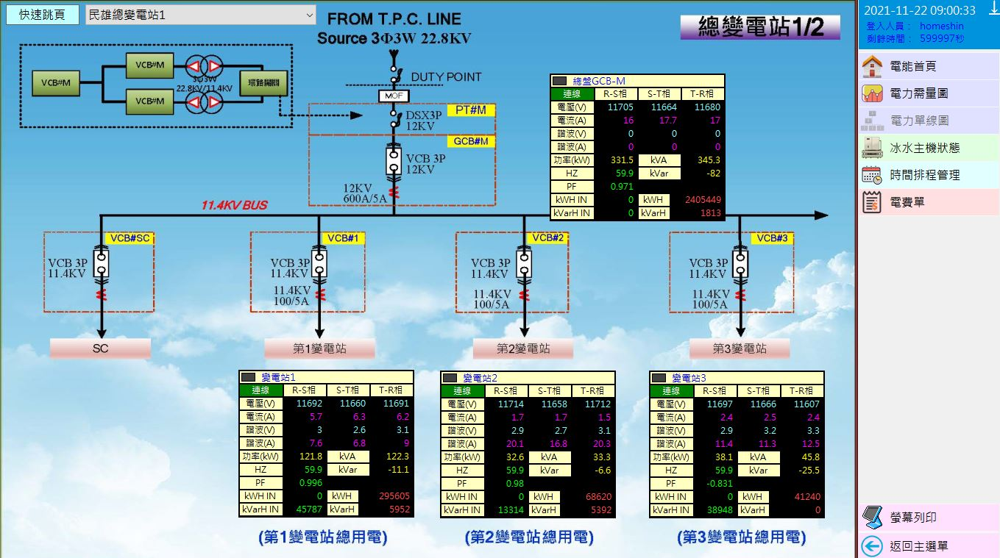 快速跳頁
民雄總變電站1
FROM T.P.C. LINE
Source 3Φ3W 22.8KV
總變電站1/2
2021-11-22 09:00:33
登入人員: homeshin
剩餘時間: 599997秒
VCB#M
VCB#M
VCB#M
3φ3W
22.8KV/11.4KV
環路開關
DUTY POINT
MOF
PT#M
DSX3P
12KV
GCB#M
VCB 3P
12KV
12KV
600A/5A
11.4KV BUS
總盤GCB-M
連線 R-S相 S-T相 T-R相
電壓(V) 11705 11664 11680
電流(A) 16 17.7 17
諧波(V) 0 0 0
諧波(A) 0 0 0
功率(kW) 331.5 kVA 345.3
HZ 59.9 kVar -82
PF 0.971
kWH IN 0 kWH 2405449
kVarH IN 0 kVarH 1813
VCB#SC
VCB 3P
11.4KV
SC
VCB#1
VCB 3P
11.4KV
11.4KV
100/5A
第1變電站
VCB#2
VCB 3P
11.4KV
11.4KV
100/5A
第2變電站
VCB#3
VCB 3P
11.4KV
11.4KV
100/5A
第3變電站
變電站1
連線 R-S相 S-T相 T-R相
電壓(V) 11692 11660 11691
電流(A) 5.7 6.3 6.2
諧波(V) 3 2.6 3.1
諧波(A) 7.6 6.8 9
功率(kW) 121.8 kVA 122.3
HZ 59.9 kVar -11.1
PF 0.996
kWH IN 0 kWH 295605
kVarH IN 45787 kVarH 5952
(第1變電站總用電)
變電站2
連線 R-S相 S-T相 T-R相
電壓(V) 11714 11658 11712
電流(A) 1.7 1.7 1.5
諧波(V) 2.9 2.7 3.1
諧波(A) 20.1 16.8 20.3
功率(kW) 32.6 kVA 33.3
HZ 59.9 kVar -6.6
PF 0.98
kWH IN 0 kWH 68620
kVarH IN 13314 kVarH 5392
(第2變電站總用電)
變電站3
連線 R-S相 S-T相 T-R相
電壓(V) 11697 11666 11607
電流(A) 2.4 2.5 2.4
諧波(V) 2.9 3.2 3.3
諧波(A) 11.4 11.3 12.5
功率(kW) 38.1 kVA 45.8
HZ 59.9 kVar -25.5
PF -0.831
kWH IN 0 kWH 41240
kVarH IN 38948 kVarH 0
(第3變電站總用電)
電能首頁
電力需量圖
電力單線圖
冰水主機狀態
時間排程管理
電費單
螢幕列印
返回主選單